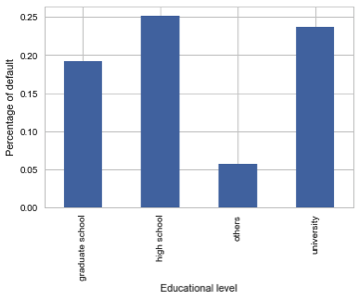 0.25
0.20
0.15
0.10
0.05
0.00
Percentage of default
graduate school
high school
others
university
Educational level